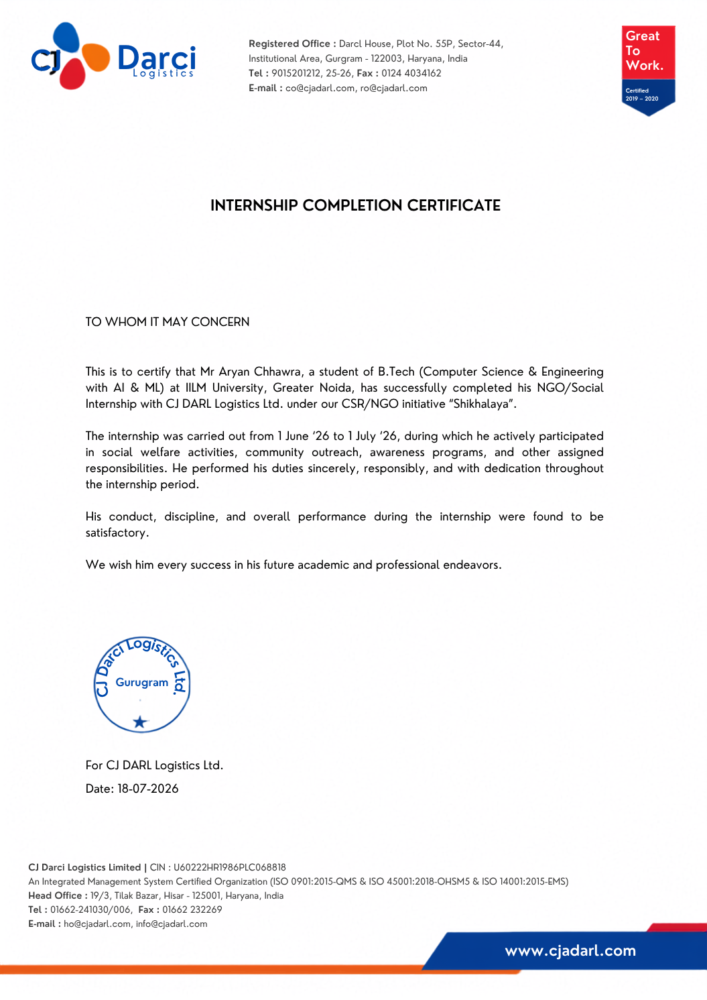 CJ Darci
Logistics
Registered Office : Darcl House, Plot No. 55P, Sector-44,
Institutional Area, Gurgram - 122003, Haryana, India
Tel : 9015201212, 25-26, Fax : 0124 4034162
E-mail : co@cjadarl.com, ro@cjadarl.com
Great
To
Work.
Certified
2019 – 2020
INTERNSHIP COMPLETION CERTIFICATE
TO WHOM IT MAY CONCERN
This is to certify that Mr Aryan Chhawra, a student of B.Tech (Computer Science & Engineering
with AI & ML) at IILM University, Greater Noida, has successfully completed his NGO/Social
Internship with CJ DARL Logistics Ltd. under our CSR/NGO initiative “Shikhalaya”.
The internship was carried out from 1 June ‘26 to 1 July ‘26, during which he actively participated
in social welfare activities, community outreach, awareness programs, and other assigned
responsibilities. He performed his duties sincerely, responsibly, and with dedication throughout
the internship period.
His conduct, discipline, and overall performance during the internship were found to be
satisfactory.
We wish him every success in his future academic and professional endeavors.
CJ Darci Logistics Ltd.
Gurugram
For CJ DARL Logistics Ltd.
Date: 18-07-2026
CJ Darci Logistics Limited | CIN : U60222HR1986PLC068818
An Integrated Management System Certified Organization (ISO 0901:2015-QMS & ISO 45001:2018-OHSM5 & ISO 14001:2015-EMS)
Head Office : 19/3, Tilak Bazar, Hisar - 125001, Haryana, India
Tel : 01662-241030/006, Fax : 01662 232269
E-mail : ho@cjadarl.com, info@cjadarl.com
www.cjadarl.com